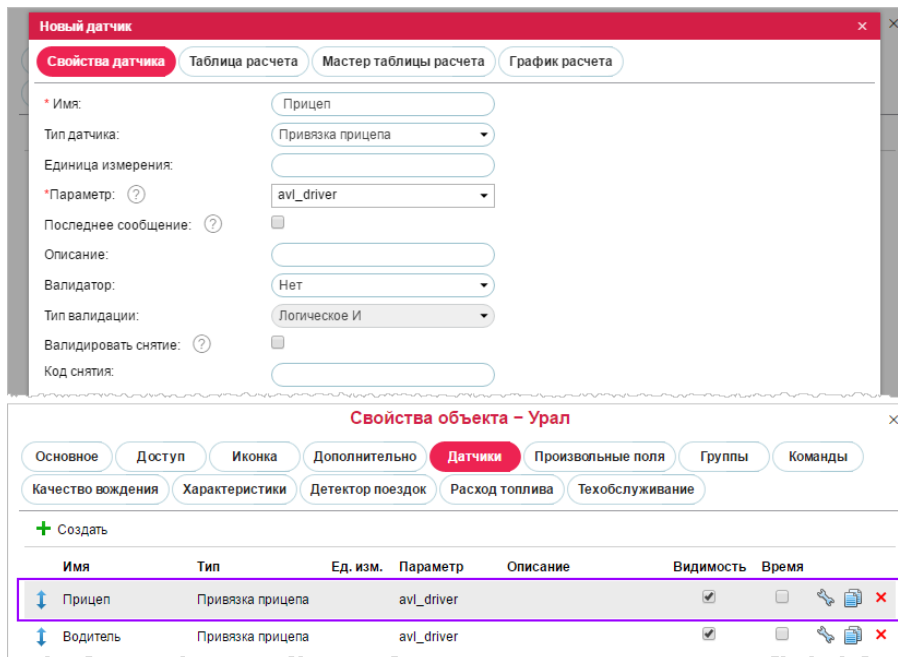 Новый датчик
Свойства датчика Таблица расчета Мастер таблицы расчета График расчета
* Имя: Прицеп
Тип датчика: Привязка прицепа
Единица измерения:
*Параметр: ? avl_driver
Последнее сообщение: ?
Описание:
Валидатор: Нет
Тип валидации: Логическое И
Валидировать снятие: ?
Код снятия:
Свойства объекта – Урал
Основное Доступ Иконка Дополнительно Датчики Произвольные поля Группы Команды
Качество вождения Характеристики Детектор поездок Расход топлива Техобслуживание
Создать
Имя Тип Ед. изм. Параметр Описание Видимость Время
Прицеп Привязка прицепа avl_driver
Водитель Привязка прицепа avl_driver